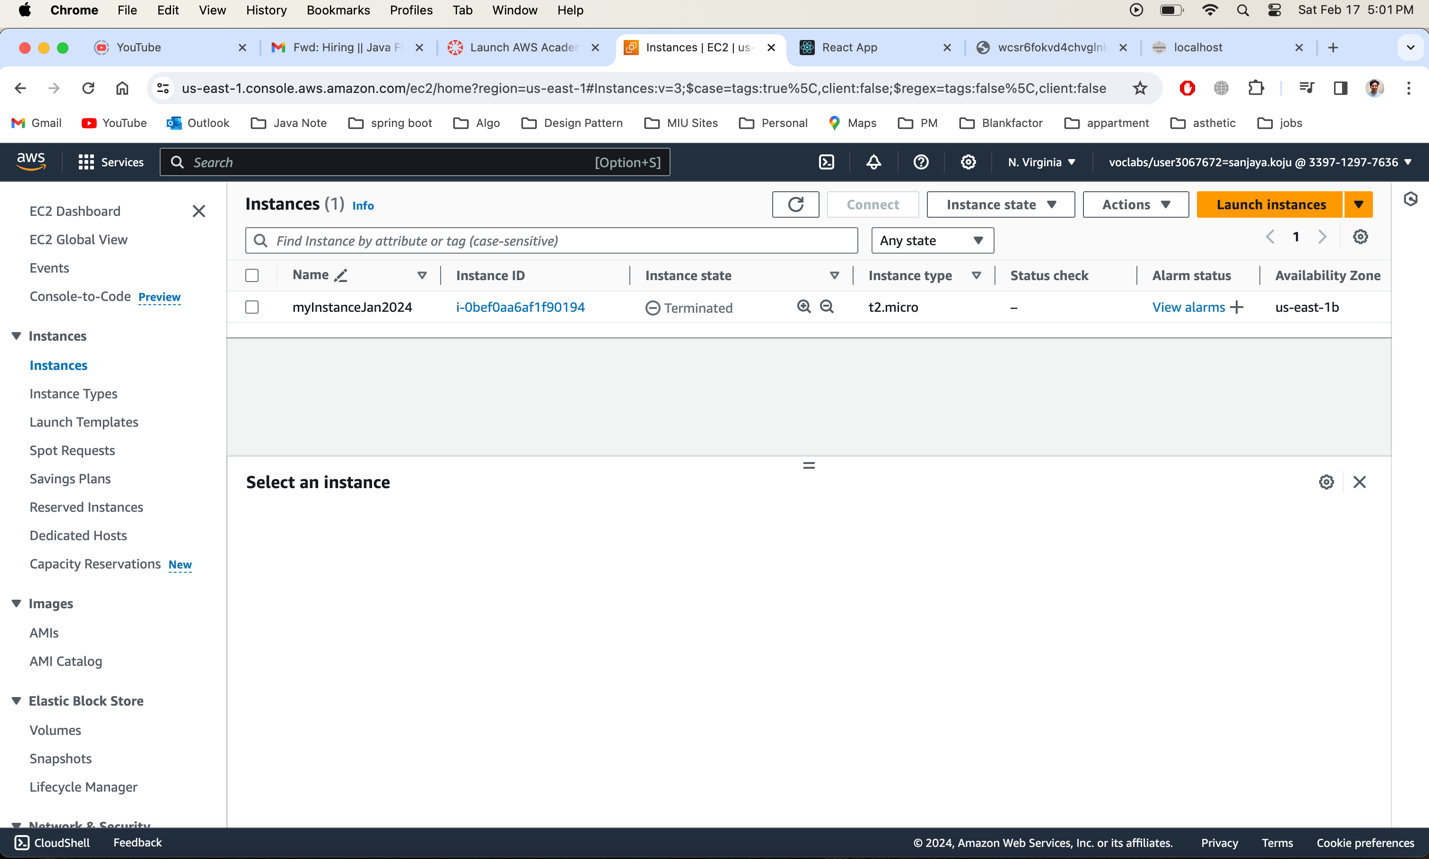 Chrome File Edit View History Bookmarks Profiles Tab Window Help Sat Feb 17 5:01 PM
YouTube Fwd: Hiring || Java F Launch AWS Acade Instances | EC2 | us- React App wcsr6fokvd4chvgln localhost
us-east-1.console.aws.amazon.com/ec2/home?region=us-east-1#Instances:v=3;$case=tags:true%5C,client:false;$regex=tags:false%5C,client:false
Gmail YouTube Outlook Java Note spring boot Algo Design Pattern MIU Sites Personal Maps PM Blankfactor appartment asthetic jobs
aws Services Search [Option+S] N. Virginia voclabs/user3067672=sanjaya.koju @ 3397-1297-7636
EC2 Dashboard
EC2 Global View
Events
Console-to-Code Preview
Instances
Instances
Instance Types
Launch Templates
Spot Requests
Savings Plans
Reserved Instances
Dedicated Hosts
Capacity Reservations New
Images
AMIs
AMI Catalog
Elastic Block Store
Volumes
Snapshots
Lifecycle Manager
Network & Security
Instances (1) Info Connect Instance state Actions Launch instances
Find Instance by attribute or tag (case-sensitive) Any state 1
Name Instance ID Instance state Instance type Status check Alarm status Availability Zone
myInstanceJan2024 i-0bef0aa6af1f90194 Terminated t2.micro – View alarms + us-east-1b
Select an instance
CloudShell Feedback © 2024, Amazon Web Services, Inc. or its affiliates. Privacy Terms Cookie preferences